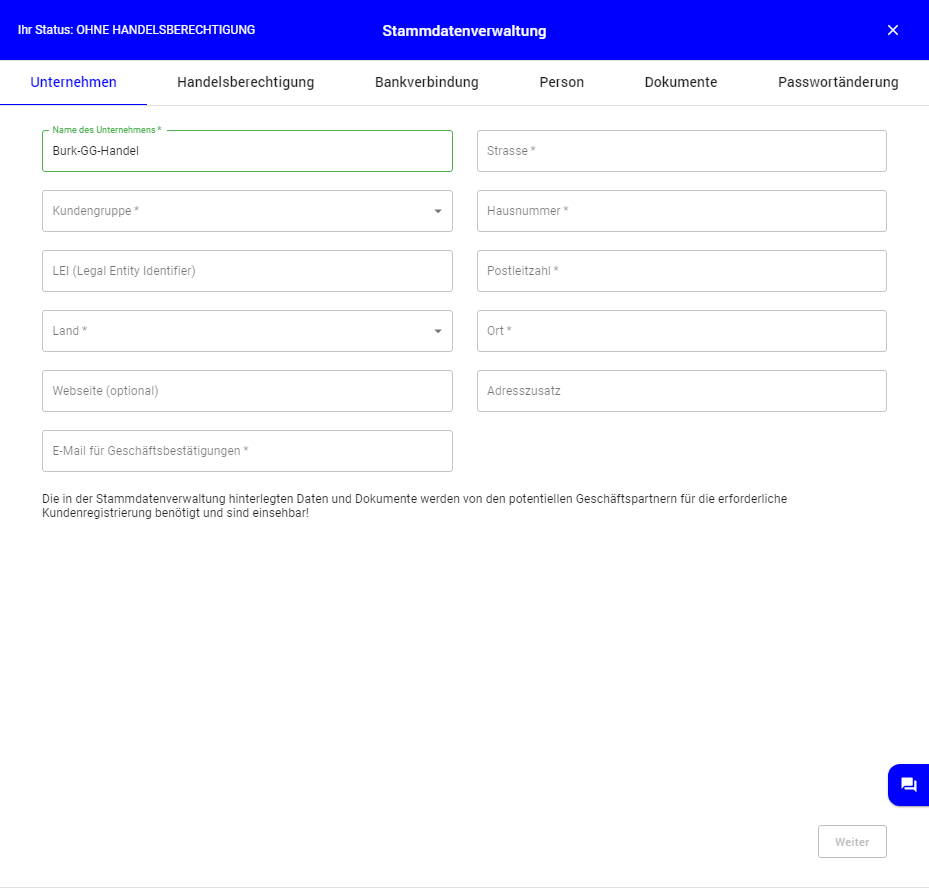 Ihr Status: OHNE HANDELSBERECHTIGUNG
Stammdatenverwaltung
Unternehmen
Handelsberechtigung
Bankverbindung
Person
Dokumente
Passwortänderung
Name des Unternehmens *
Burk-GG-Handel
Strasse *
Kundengruppe *
Hausnummer *
LEI (Legal Entity Identifier)
Postleitzahl *
Land *
Ort *
Webseite (optional)
Adresszusatz
E-Mail für Geschäftsbestätigungen *
Die in der Stammdatenverwaltung hinterlegten Daten und Dokumente werden von den potentiellen Geschäftspartnern für die erforderliche
Kundenregistrierung benötigt und sind einsehbar!
Weiter